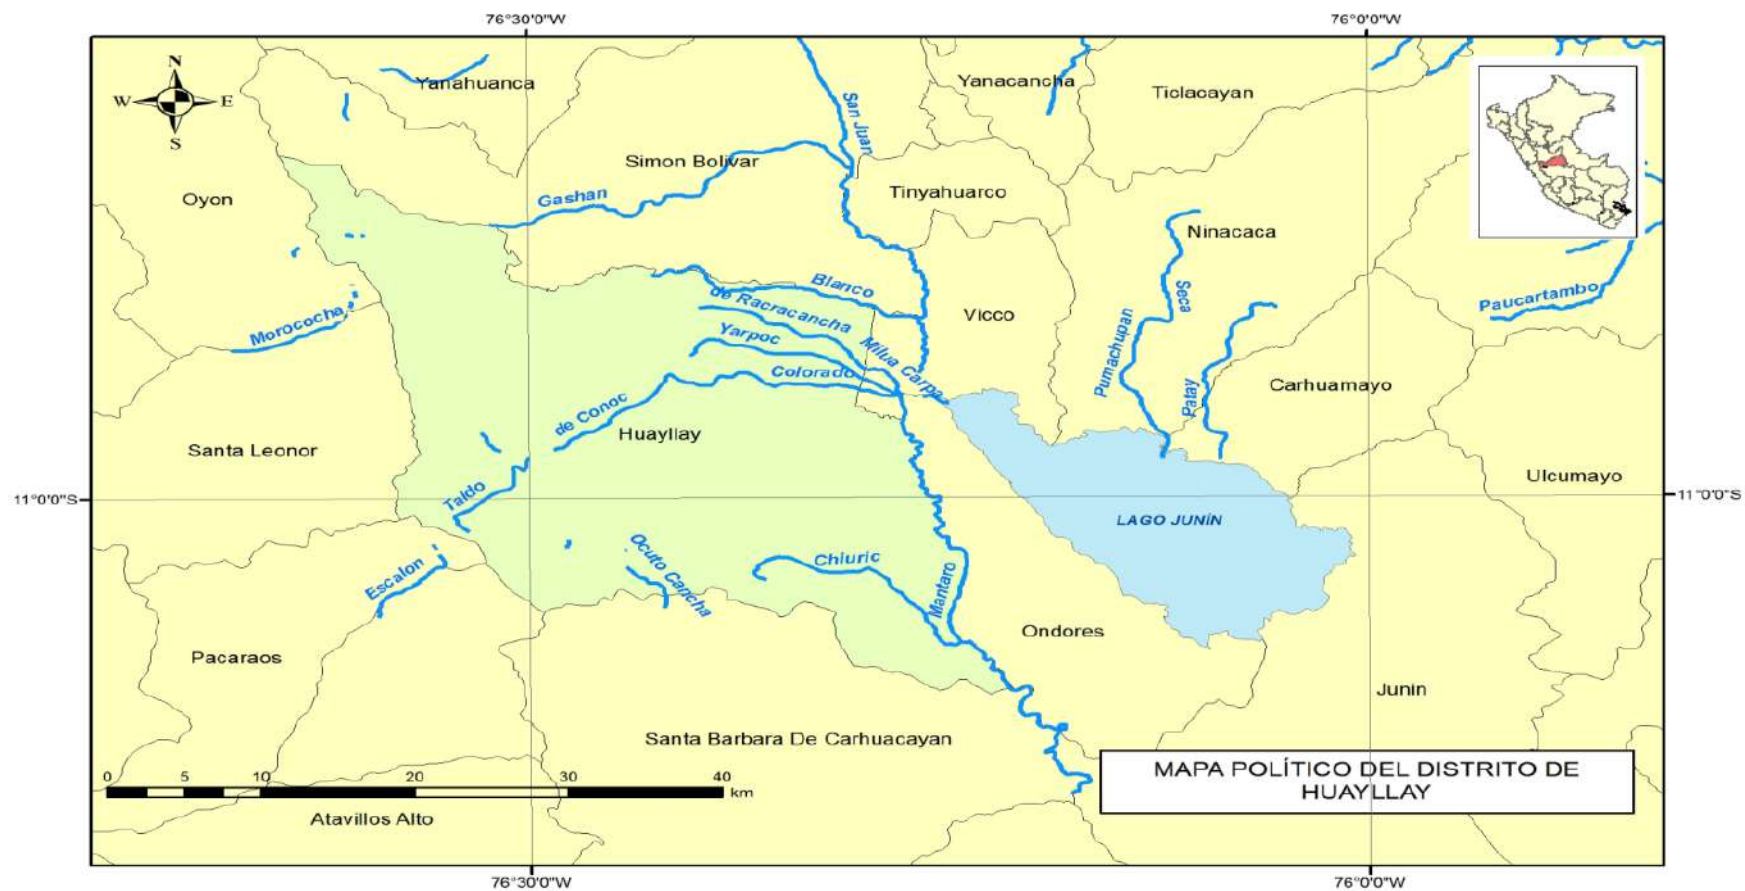 76°30'0"W
76°0'0"W
N
W
E
S
Yanahuanca
Yanacancha
Ticlacayan
San Juan
Simon Bolivar
Oyon
Gashan
Tinyahuarco
Ninacaca
Blanco
Seca
Paucartambo
de Racracancha
Morococha
Yarpoc
Milua Carpa
Vicco
Pumachupan
Colorado
Patay
Carhuamayo
de Conoc
Huayllay
Santa Leonor
Ulcumayo
Taldo
11°0'0"S
11°0'0"S
LAGO JUNÍN
Ocuto Cancha
Chiuric
Escalon
Mantaro
Ondores
Pacaraos
Junin
Santa Barbara De Carhuacayan
MAPA POLÍTICO DEL DISTRITO DE
HUAYLLAY
0 5 10 20 30 40
km
Atavillos Alto
76°30'0"W
76°0'0"W